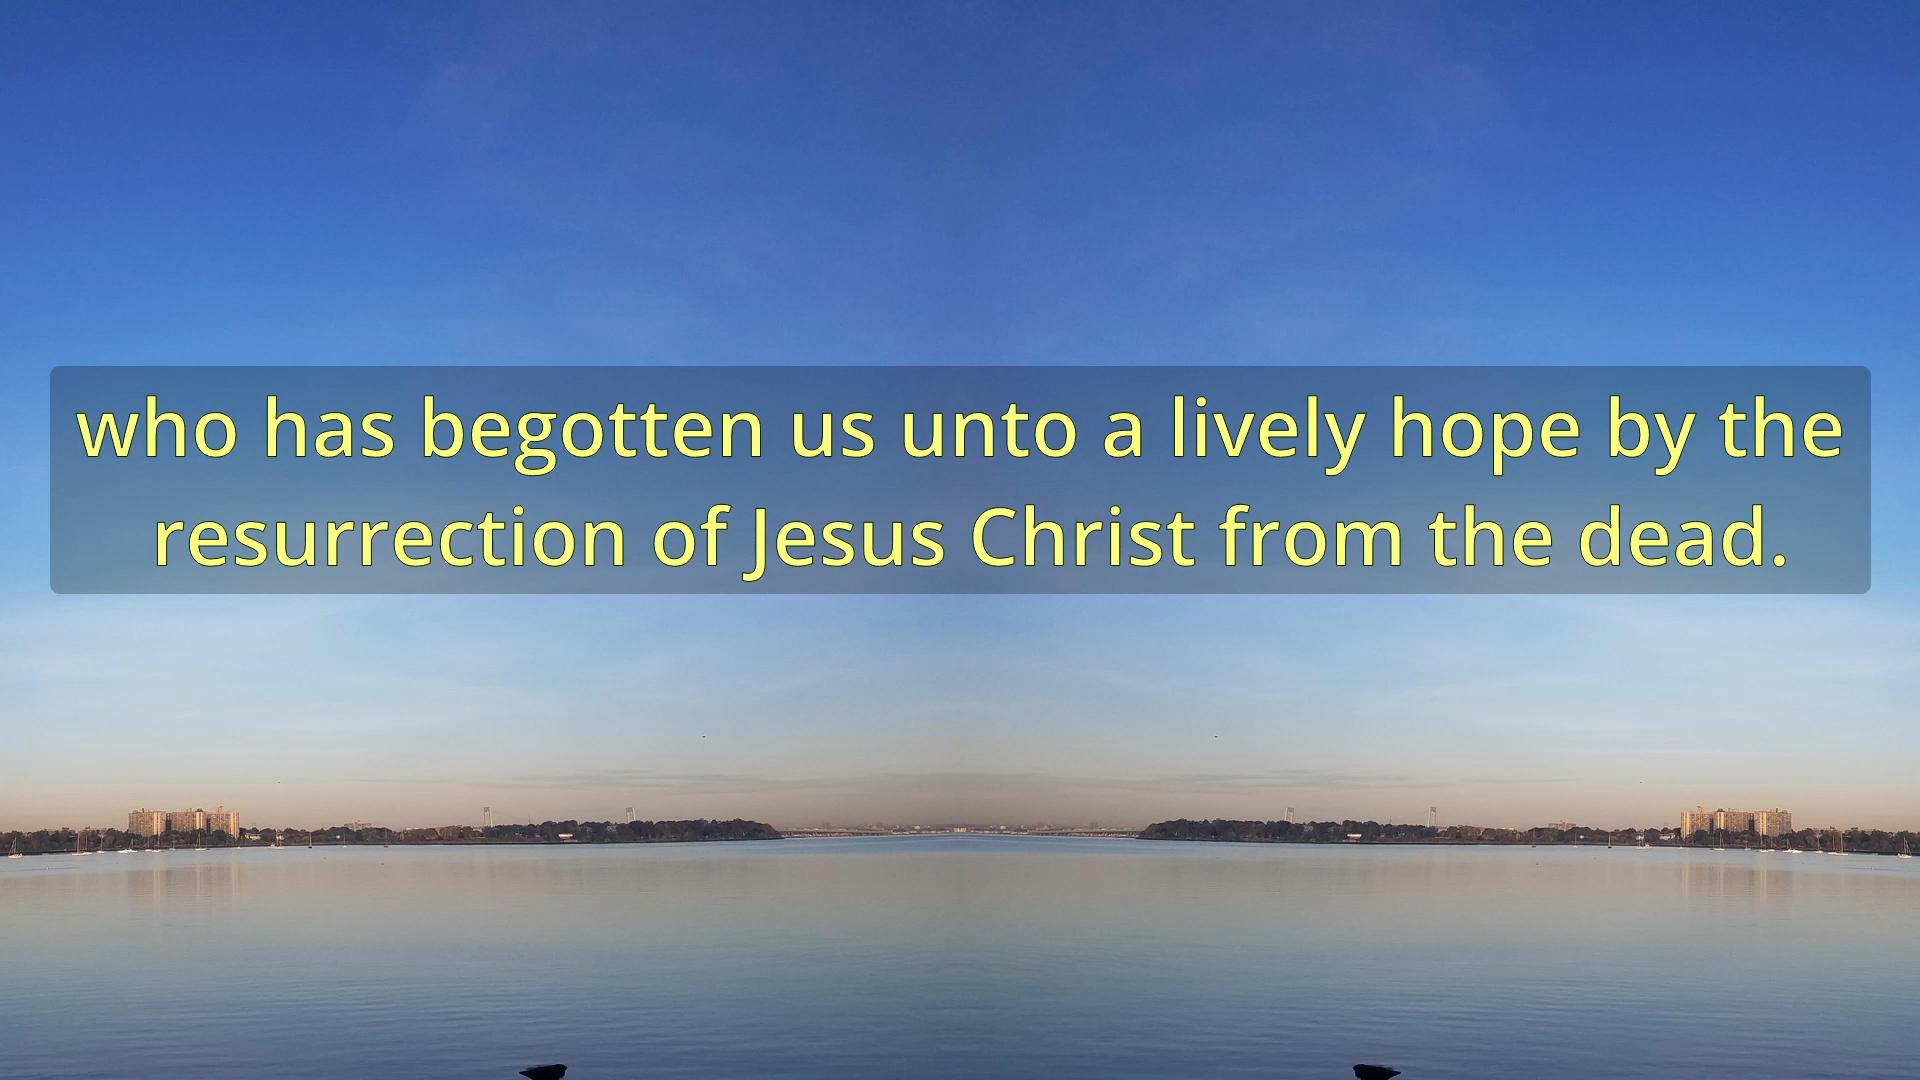 who has begotten us unto a lively hope by the
resurrection of Jesus Christ from the dead.